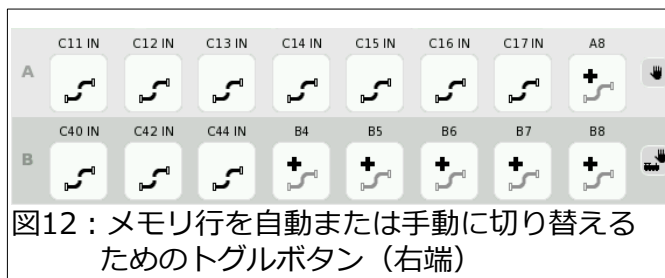 C11 IN C12 IN C13 IN C14 IN C15 IN C16 IN C17 IN A8
A
C40 IN C42 IN C44 IN B4 B5 B6 B7 B8
B
図12：メモリ行を自動または手動に切り替える
ためのトグルボタン（右端）